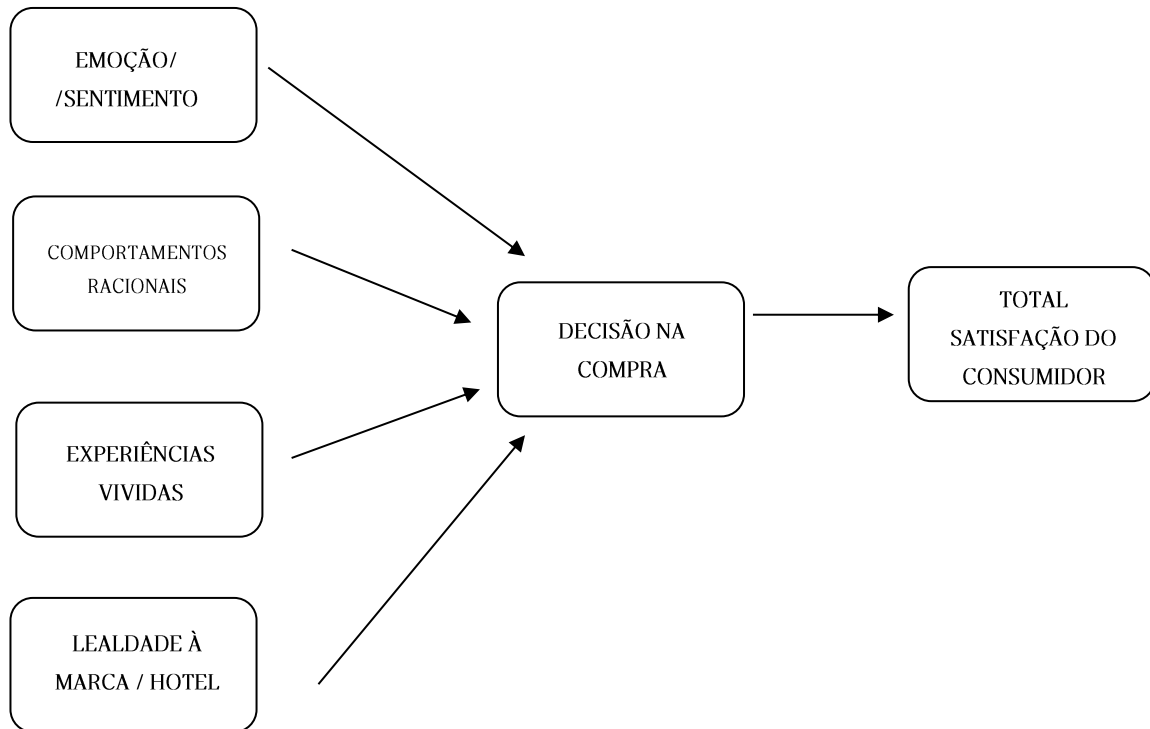 EMOÇÃO/
/SENTIMENTO
COMPORTAMENTOS
RACIONAIS
EXPERIÊNCIAS
VIVIDAS
LEALDADE À
MARCA / HOTEL
DECISÃO NA
COMPRA
TOTAL
SATISFAÇÃO DO
CONSUMIDOR